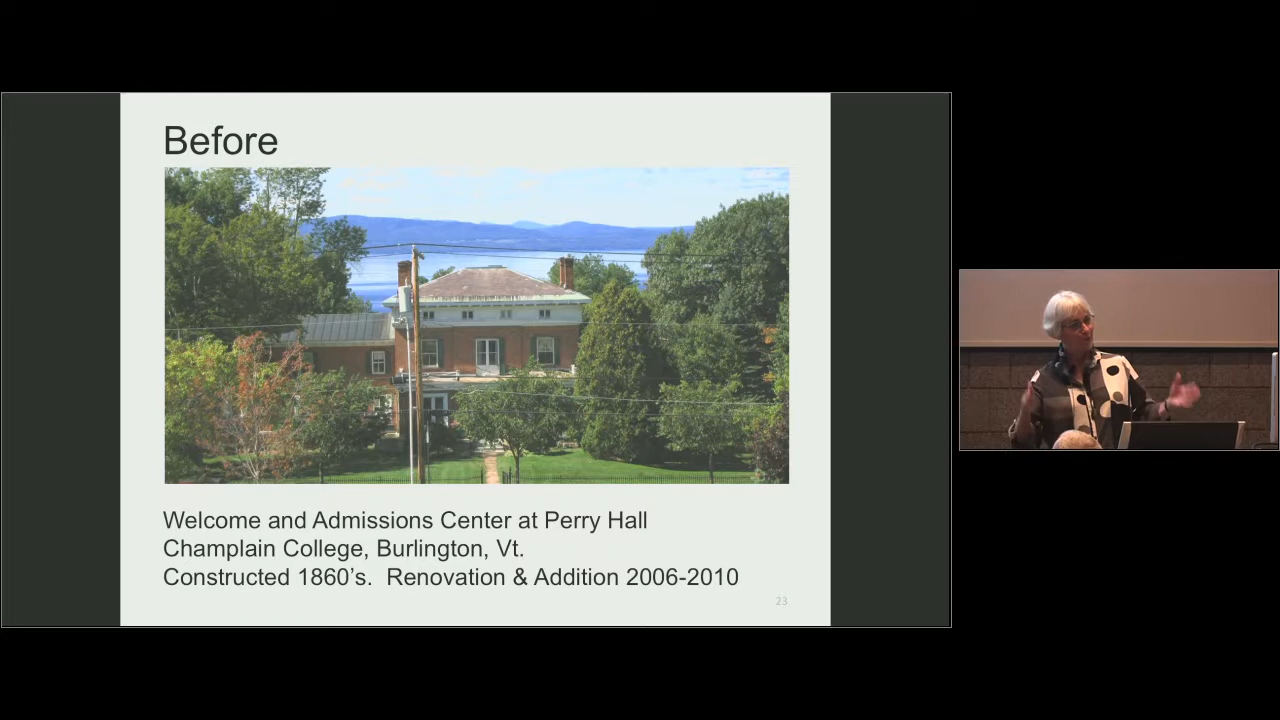 Before
Welcome and Admissions Center at Perry Hall
Champlain College, Burlington, Vt.
Constructed 1860’s.  Renovation & Addition 2006-2010
23